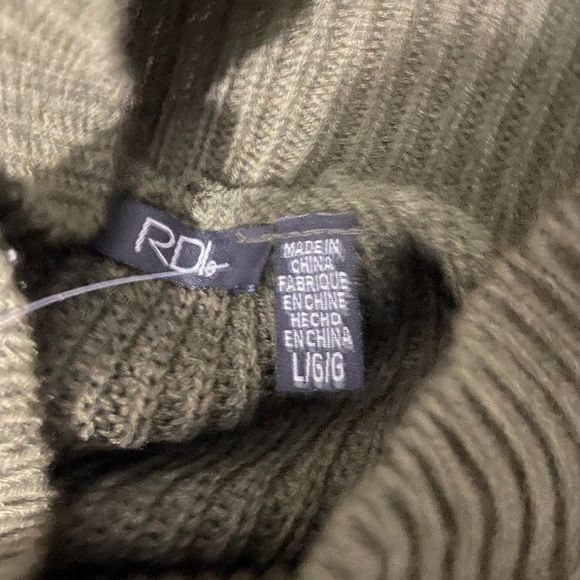 RDI
MADE IN
CHINA
FABRIQUE
EN CHINE
HECHO
EN CHINA
L/G/G